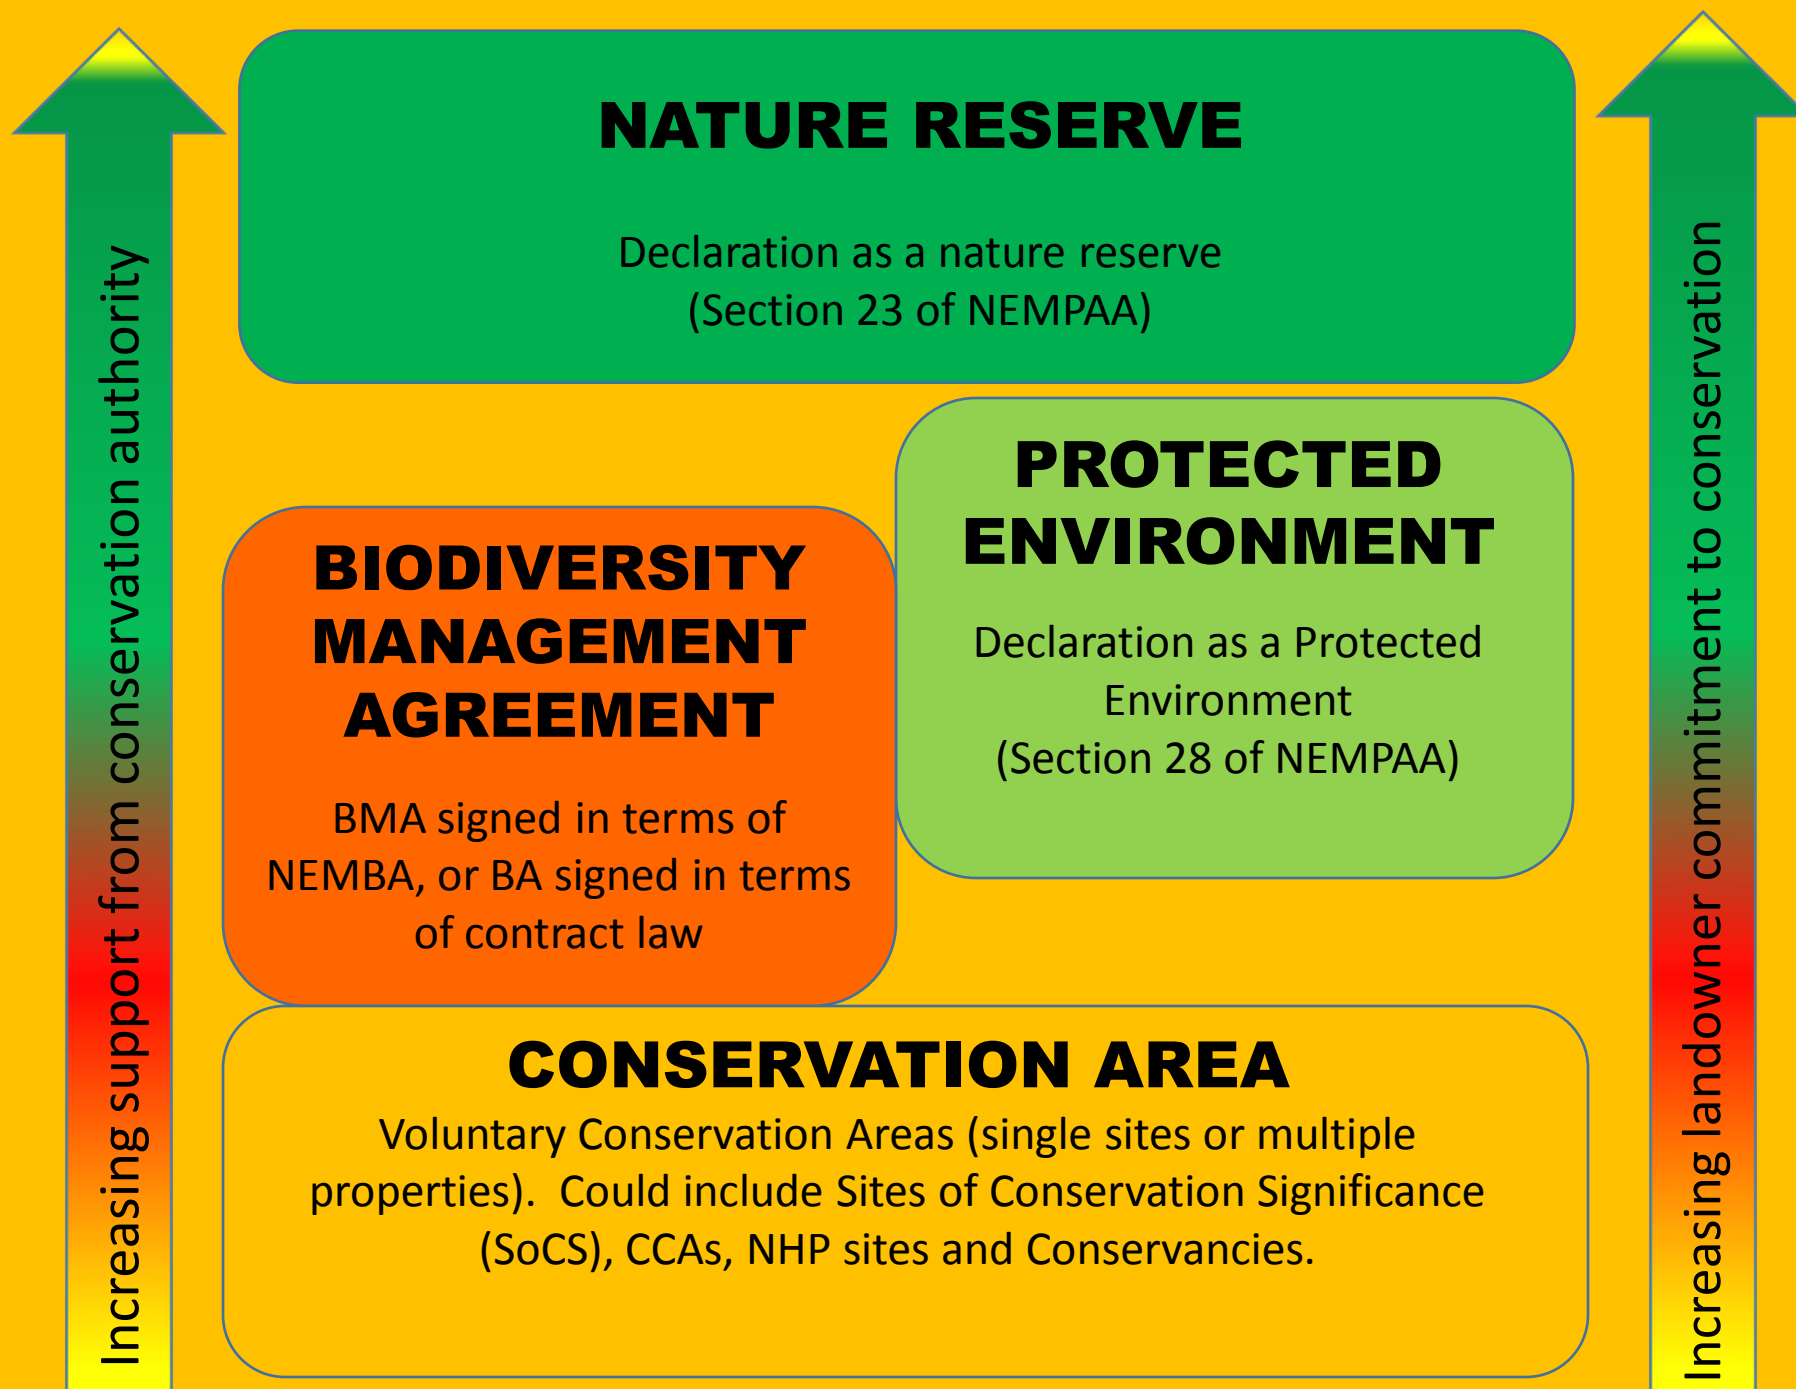 NATURE RESERVE
Declaration as a nature reserve
(Section 23 of NEMPAA)
PROTECTED
ENVIRONMENT
Declaration as a Protected
Environment
(Section 28 of NEMPAA)
BIODIVERSITY
MANAGEMENT
AGREEMENT
BMA signed in terms of
NEMBA, or BA signed in terms
of contract law
CONSERVATION AREA
Voluntary Conservation Areas (single sites or multiple
properties).  Could include Sites of Conservation Significance
(SoCS), CCAs, NHP sites and Conservancies.
Increasing support from conservation authority
Increasing landowner commitment to conservation